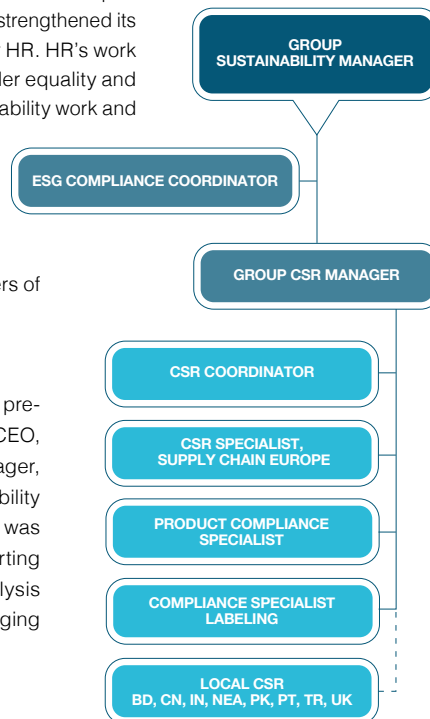 strengthened its
HR. HR's work
der equality and
ability work and
ers of
pre-
CEO,
ager,
bility
was
rting
lysis
ging
GROUP
SUSTAINABILITY MANAGER
ESG COMPLIANCE COORDINATOR
GROUP CSR MANAGER
CSR COORDINATOR
CSR SPECIALIST,
SUPPLY CHAIN EUROPE
PRODUCT COMPLIANCE
SPECIALIST
COMPLIANCE SPECIALIST
LABELING
LOCAL CSR
BD, CN, IN, NEA, PK, PT, TR, UK